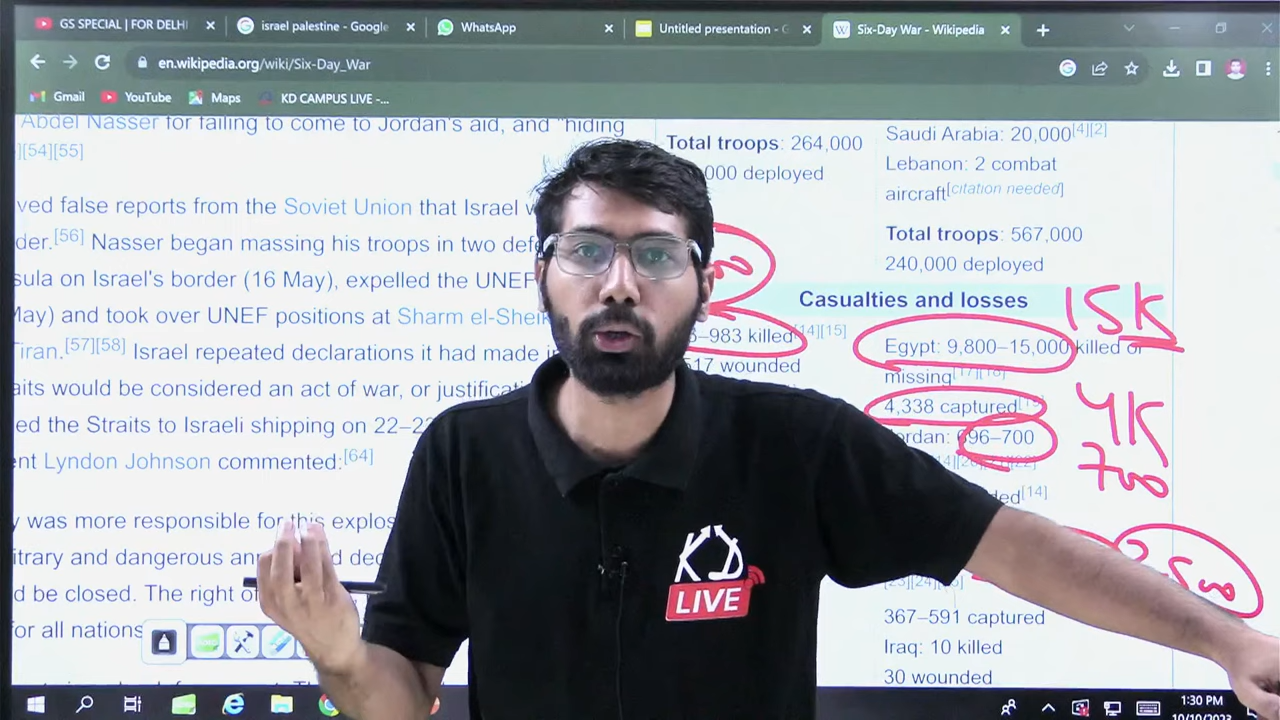 GS SPECIAL | FOR DELHI
israel palestine - Google
WhatsApp
Untitled presentation - G
Six-Day War - Wikipedia
en.wikipedia.org/wiki/Six-Day_War
Gmail
YouTube
Maps
KD CAMPUS LIVE -...
Abdel Nasser for failing to come to Jordan's aid, and "hiding
][54][55]
ved false reports from the Soviet Union that Israel
der.[56] Nasser began massing his troops in two
sula on Israel's border (16 May), expelled the UNEF
May) and took over UNEF positions at Sharm el-Sheik
Tiran.[57][58] Israel repeated declarations it had made
aits would be considered an act of war, or
ed the Straits to Israeli shipping on 22–
ent Lyndon Johnson commented:[64]
y was more responsible for this
itrary and dangerous
d be closed. The right
for all nations
Total troops: 264,000
000 deployed
–983 killed[14][15]
517 wounded
Saudi Arabia: 20,000[4][2]
Lebanon: 2 combat
aircraft[citation needed]
Total troops: 567,000
240,000 deployed
Casualties and losses
Egypt: 9,800–15,000 killed or
missing[17][18]
4,338 captured
Jordan: 696–700
367–591 captured
Iraq: 10 killed
30 wounded
15K
4K
700
KD
LIVE
1:30 PM
10/10/2023